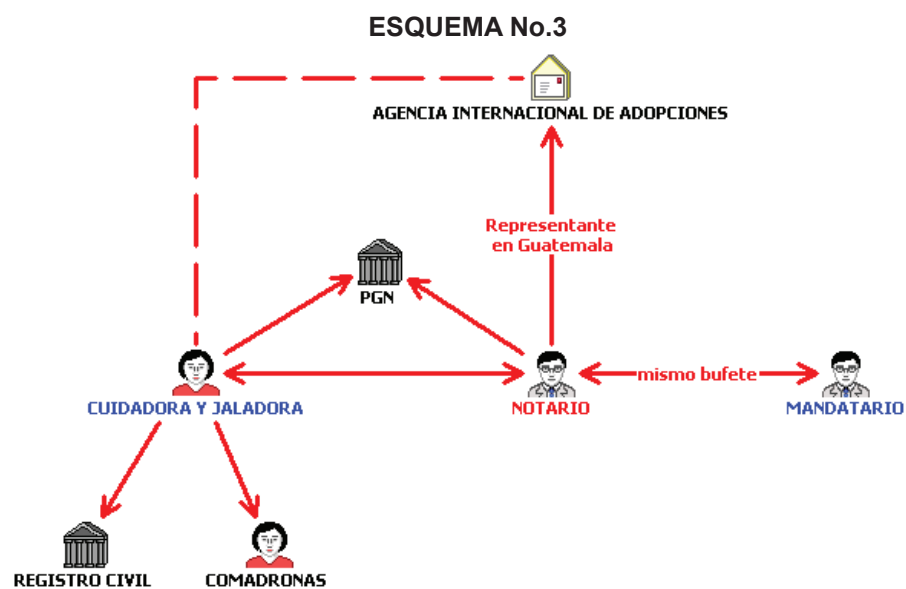 ESQUEMA No.3
AGENCIA INTERNACIONAL DE ADOPCIONES
Representante
en Guatemala
PGN
CUIDADORA Y JALADORA
NOTARIO
mismo bufete
MANDATARIO
REGISTRO CIVIL
COMADRONAS